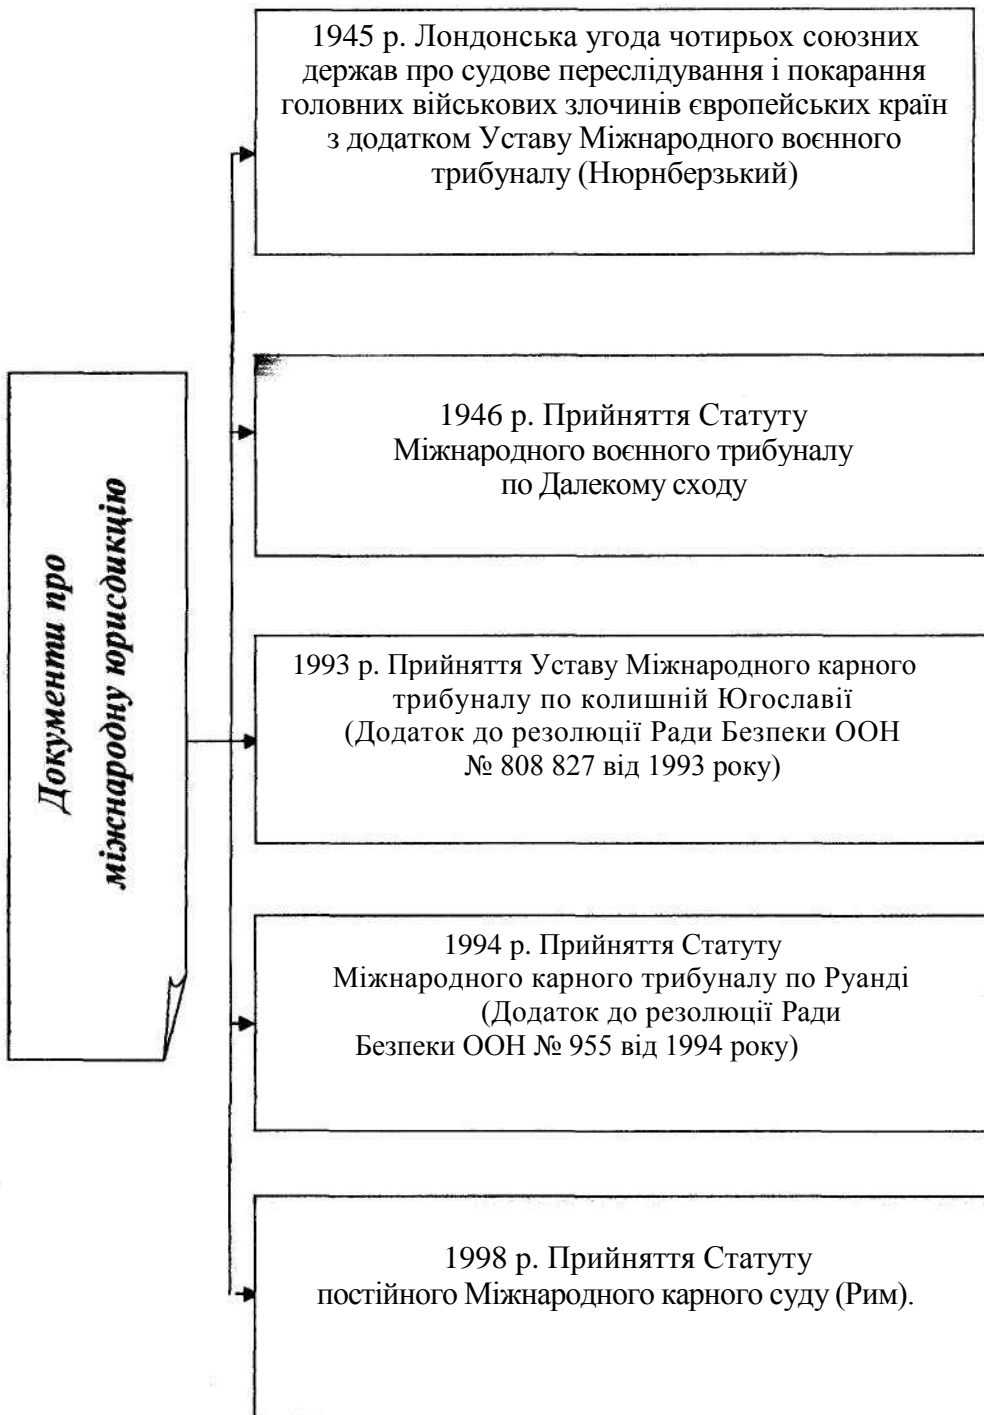 1945 р. Лондонська угода чотирьох союзних
держав про судове переслідування і покарання
головних військових злочинів європейських країн
з додатком Уставу Міжнародного воєнного
трибуналу (Нюрнберзький)
1946 р. Прийняття Статуту
Міжнародного воєнного трибуналу
по Далекому сходу
Документи про
міжнародну юрисдикцію
1993 р. Прийняття Уставу Міжнародного карного
трибуналу по колишній Югославії
(Додаток до резолюції Ради Безпеки ООН
№ 808 827 від 1993 року)
1994 р. Прийняття Статуту
Міжнародного карного трибуналу по Руанді
(Додаток до резолюції Ради
Безпеки ООН № 955 від 1994 року)
1998 р. Прийняття Статуту
постійного Міжнародного карного суду (Рим).